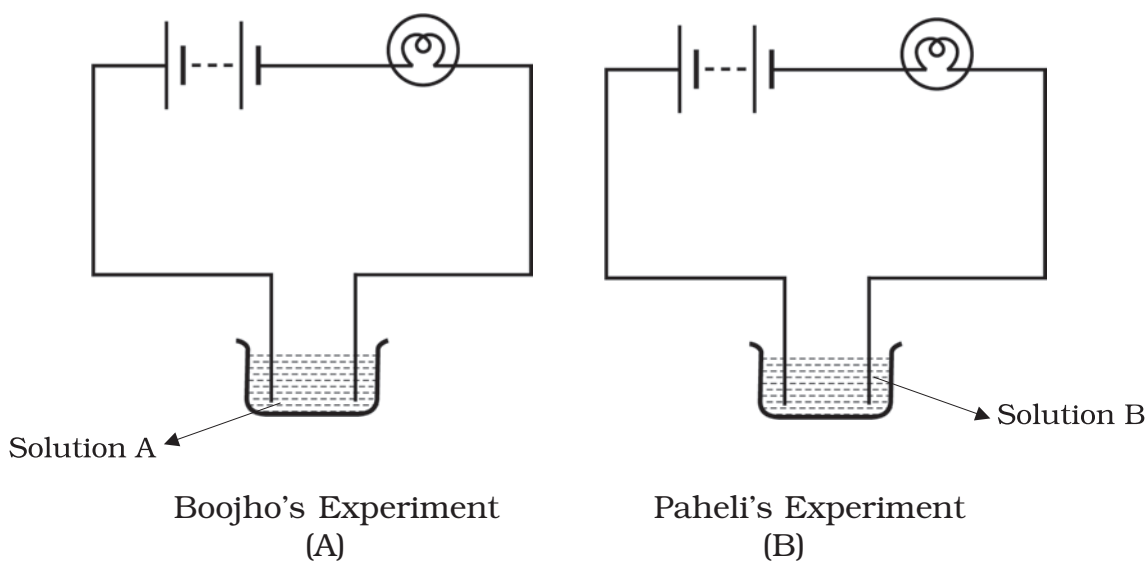 Solution A
Solution B
Boojho's Experiment
(A)
Paheli's Experiment
(B)